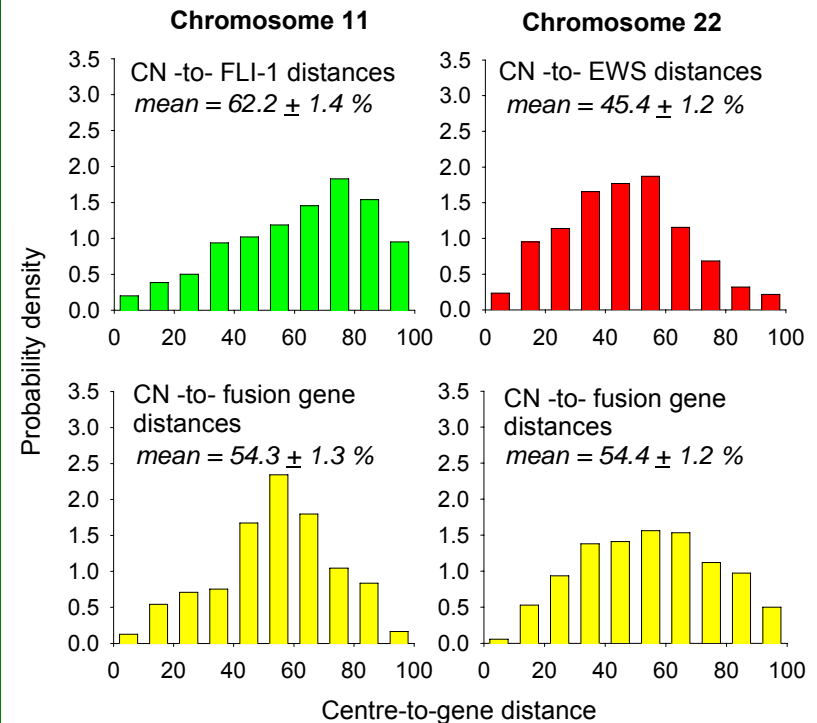 Chromosome 11
Chromosome 22
Probability density
3.5
3.0
2.5
2.0
1.5
1.0
0.5
0.0
CN -to- FLI-1 distances
mean = 62.2 ± 1.4 %
0 20 40 60 80 100
3.5
3.0
2.5
2.0
1.5
1.0
0.5
0.0
CN -to- EWS distances
mean = 45.4 ± 1.2 %
0 20 40 60 80 100
3.5
3.0
2.5
2.0
1.5
1.0
0.5
0.0
CN -to- fusion gene
distances
mean = 54.3 ± 1.3 %
0 20 40 60 80 100
3.5
3.0
2.5
2.0
1.5
1.0
0.5
0.0
CN -to- fusion gene
distances
mean = 54.4 ± 1.2 %
0 20 40 60 80 100
Centre-to-gene distance